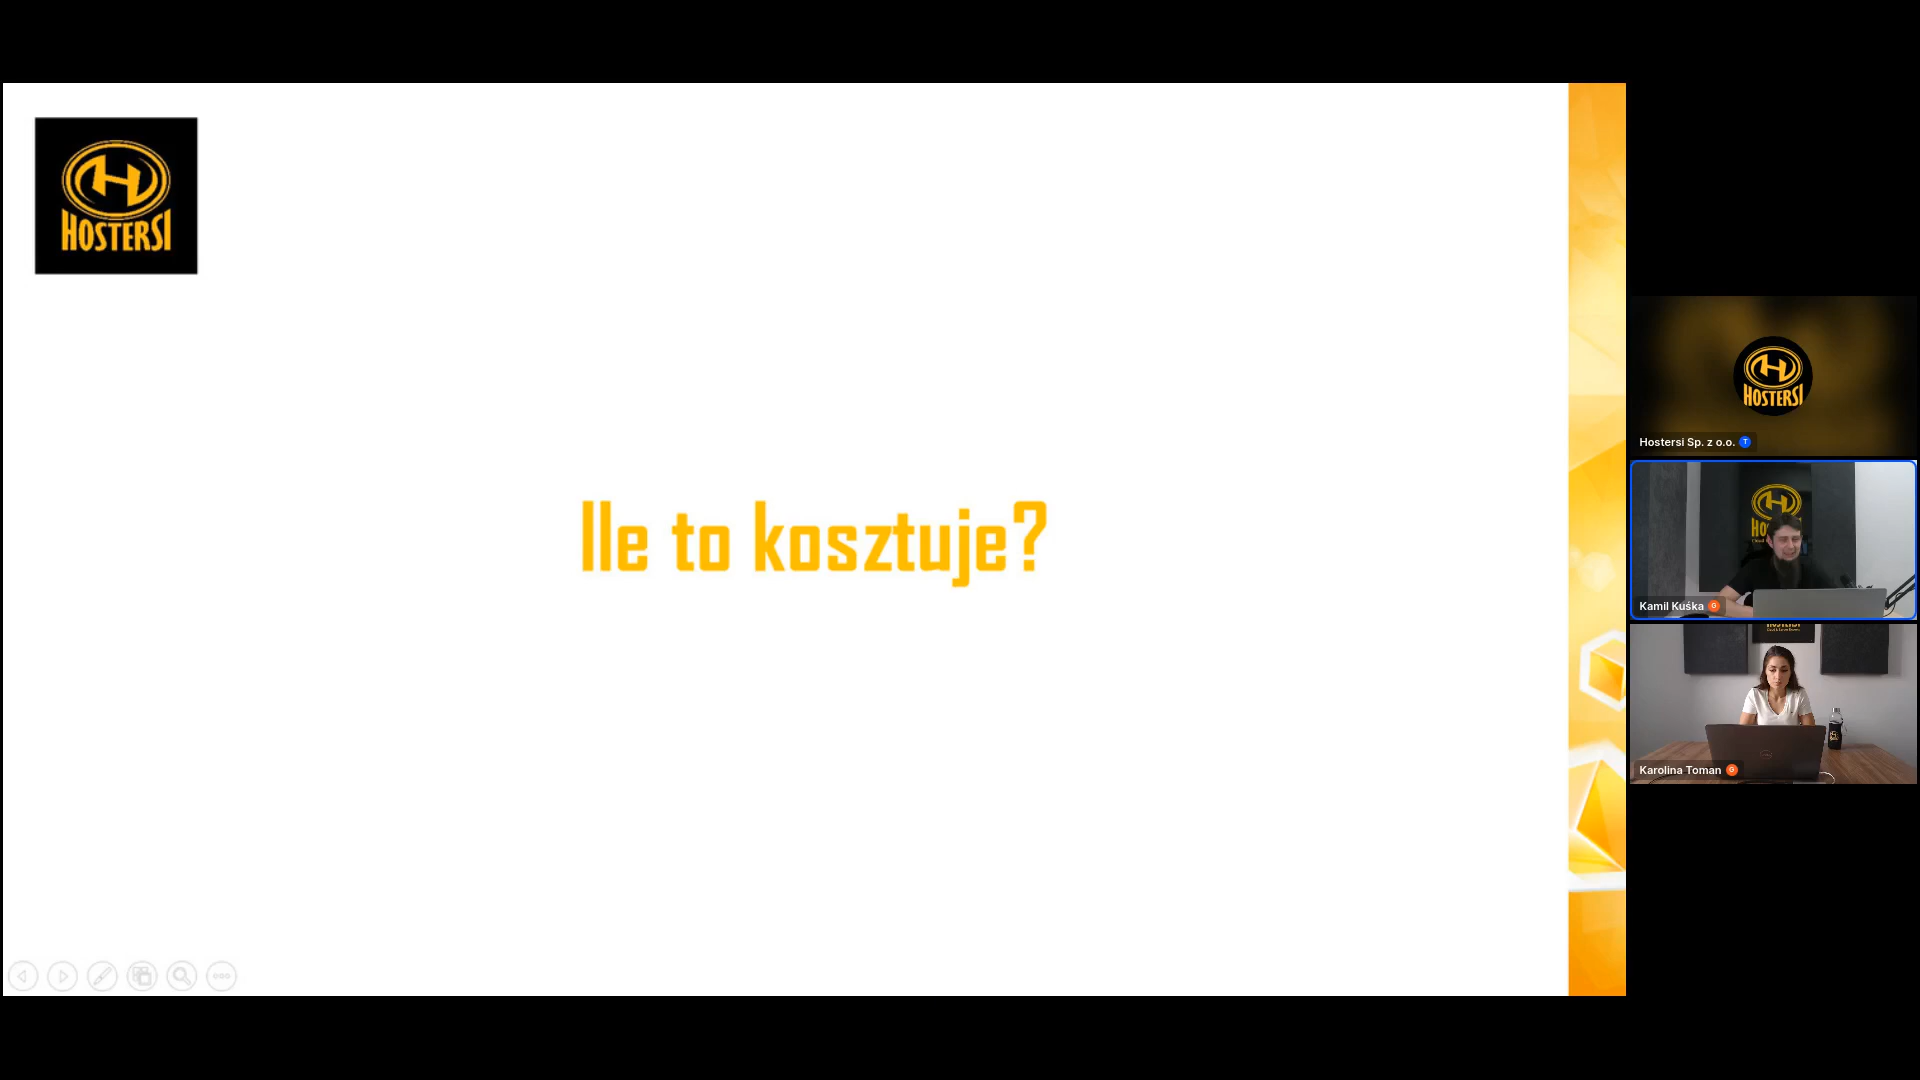 HOSTERSI
Ile to kosztuje?
HOSTERSI
Hostersi Sp. z o.o. T
Kamil Kuśka G
Karolina Toman G